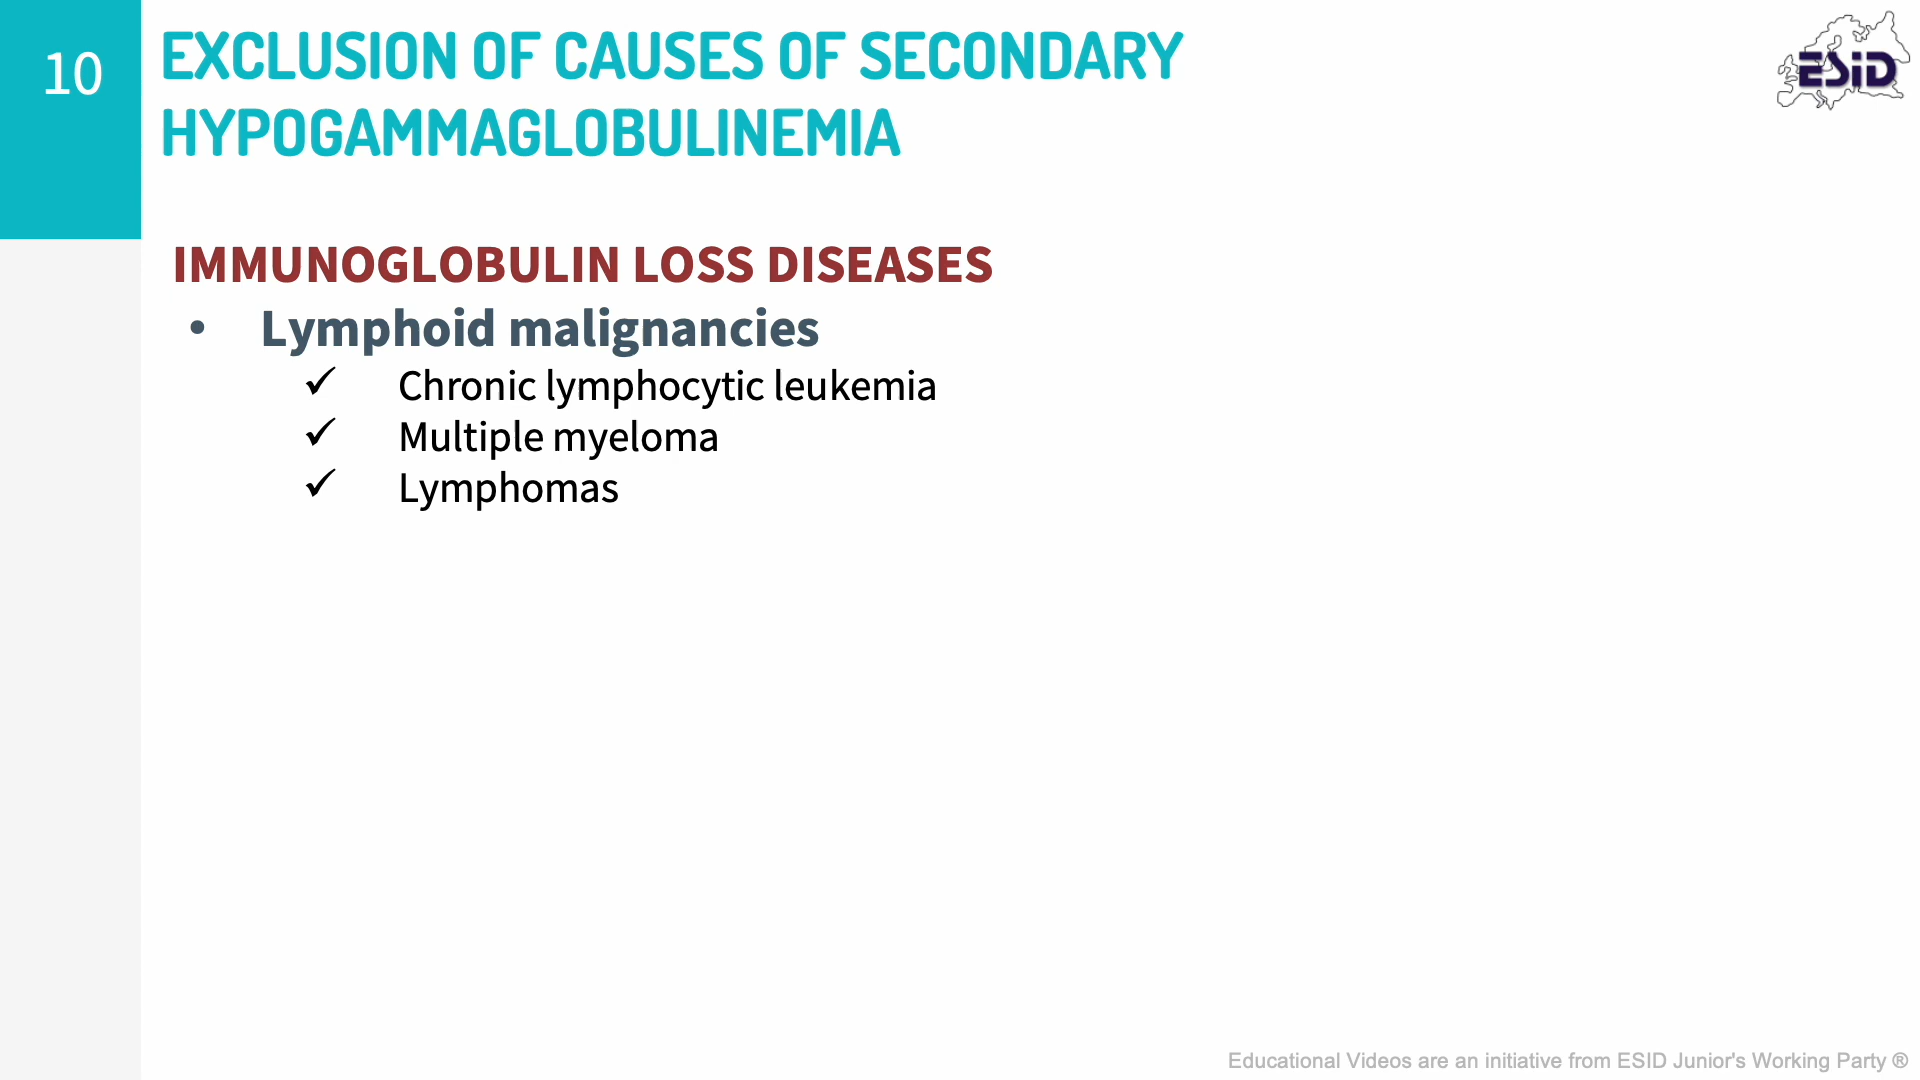 10
EXCLUSION OF CAUSES OF SECONDARY
HYPOGAMMAGLOBULINEMIA
ESiD
IMMUNOGLOBULIN LOSS DISEASES
• Lymphoid malignancies
✓ Chronic lymphocytic leukemia
✓ Multiple myeloma
✓ Lymphomas
Educational Videos are an initiative from ESID Junior's Working Party ®